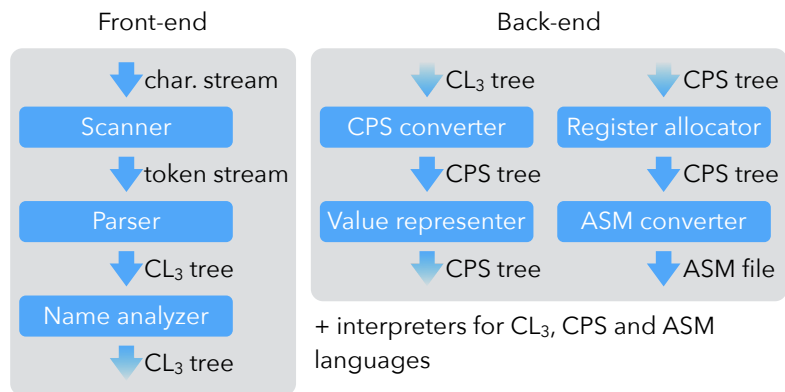 Front-end
char. stream
Scanner
token stream
Parser
CL₃ tree
Name analyzer
CL₃ tree
Back-end
CL₃ tree
CPS converter
CPS tree
Value representer
CPS tree
CPS tree
Register allocator
CPS tree
ASM converter
ASM file
+ interpreters for CL₃, CPS and ASM
languages